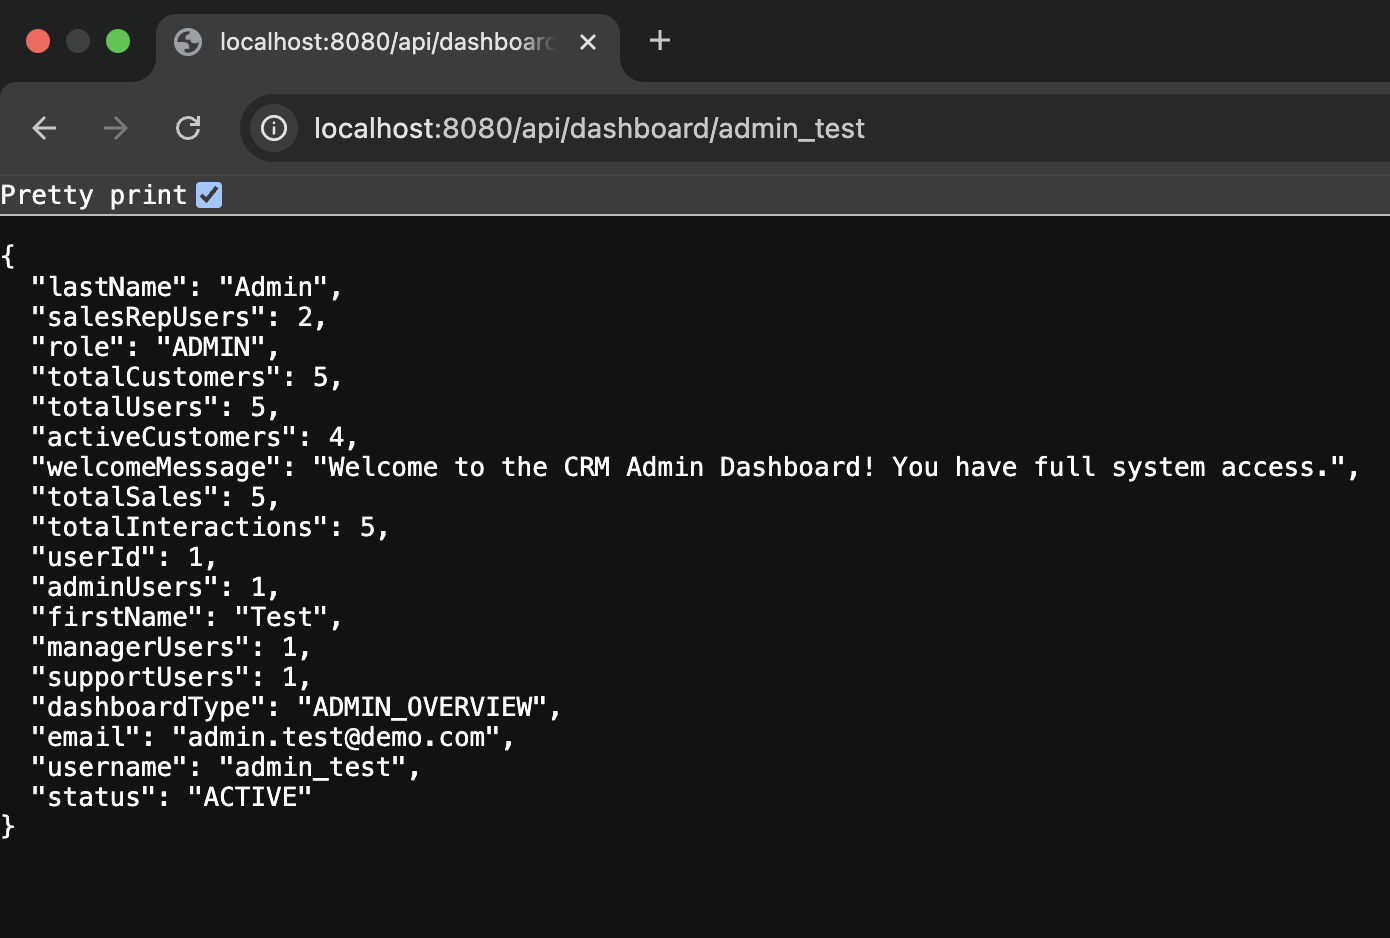 localhost:8080/api/dashboard
localhost:8080/api/dashboard/admin_test
Pretty print
{
  "lastName": "Admin",
  "salesRepUsers": 2,
  "role": "ADMIN",
  "totalCustomers": 5,
  "totalUsers": 5,
  "activeCustomers": 4,
  "welcomeMessage": "Welcome to the CRM Admin Dashboard! You have full system access.",
  "totalSales": 5,
  "totalInteractions": 5,
  "userId": 1,
  "adminUsers": 1,
  "firstName": "Test",
  "managerUsers": 1,
  "supportUsers": 1,
  "dashboardType": "ADMIN_OVERVIEW",
  "email": "admin.test@demo.com",
  "username": "admin_test",
  "status": "ACTIVE"
}